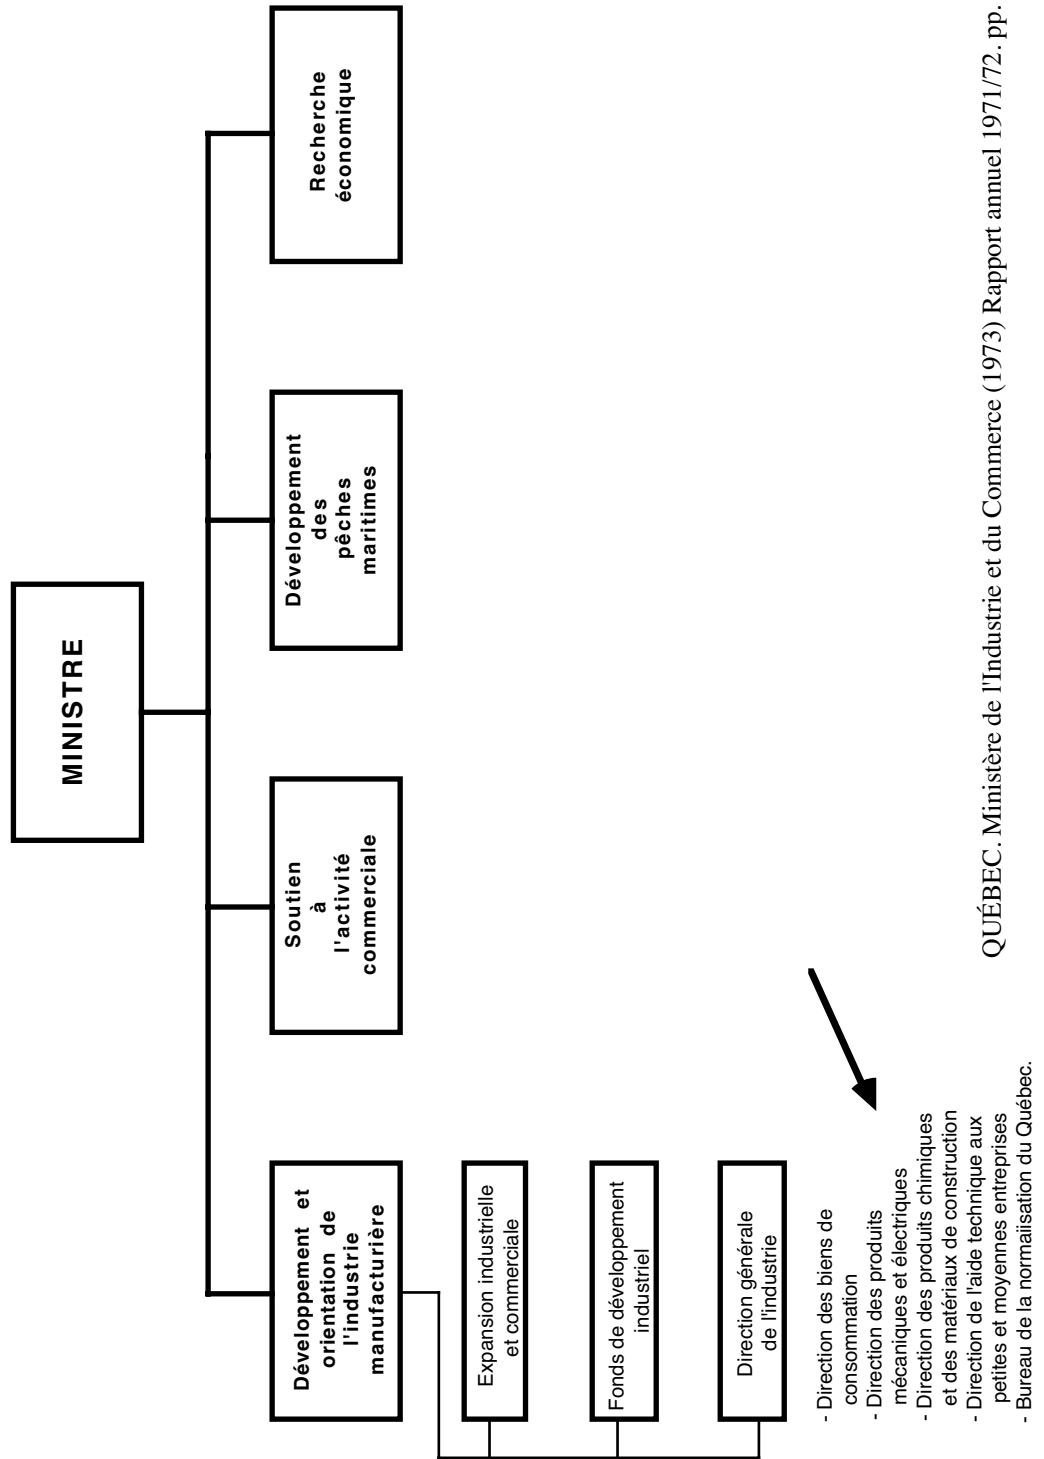 MINISTRE
Développement et
orientation de
l'industrie
manufacturière
Soutien
à
l'activité
commerciale
Développement
des
pêches
maritimes
Recherche
économique
Expansion industrielle
et commerciale
Fonds de développement
industriel
Direction générale
de l'industrie
- Direction des biens de
consommation
- Direction des produits
mécaniques et électriques
- Direction des produits chimiques
et des matériaux de construction
- Direction de l'aide technique aux
petites et moyennes entreprises
- Bureau de la normalisation du Québec.
QUÉBEC. Ministère de l'Industrie et du Commerce (1973) Rapport annuel 1971/72. pp.